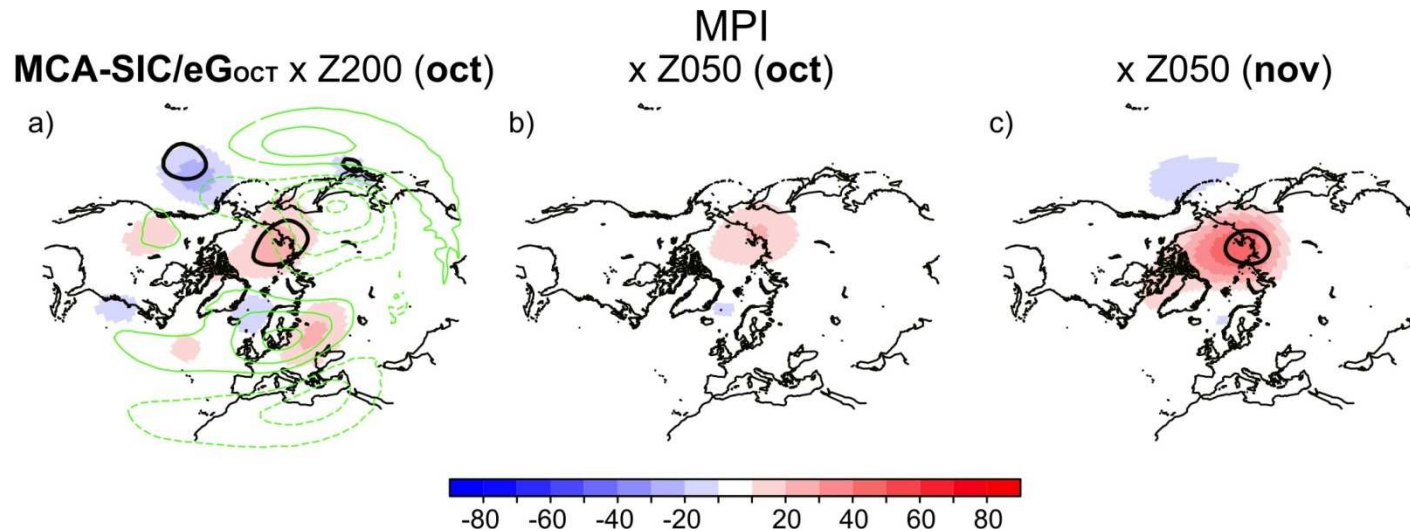 MPI
MCA-SIC/eGOCT x Z200 (oct)
x Z050 (oct)
x Z050 (nov)
a)
b)
c)
-80 -60 -40 -20 20 40 60 80